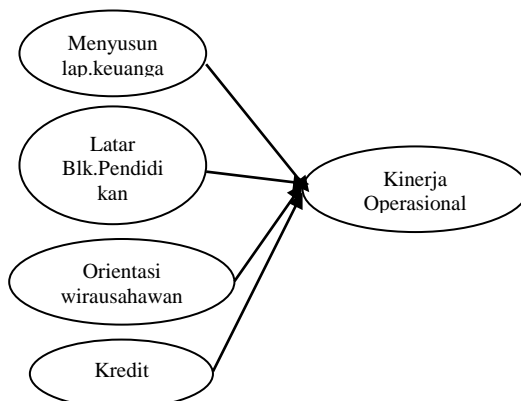 Menyusun
lap.keuanga
Latar
Blk.Pendidi
kan
Kinerja
Operasional
Orientasi
wirausahawan
Kredit